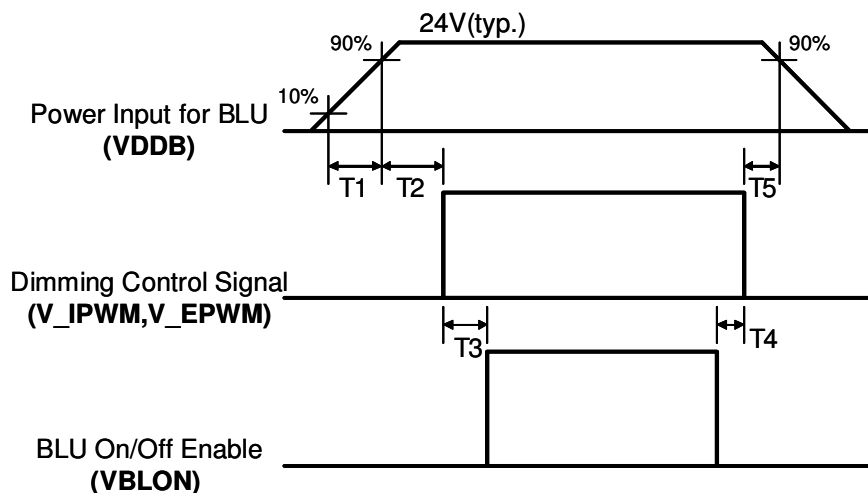 24V(typ.)
90%
90%
10%
Power Input for BLU
(VDDB)
T1
T2
T5
Dimming Control Signal
(V_IPWM,V_EPWM)
T3
T4
BLU On/Off Enable
(VBLON)